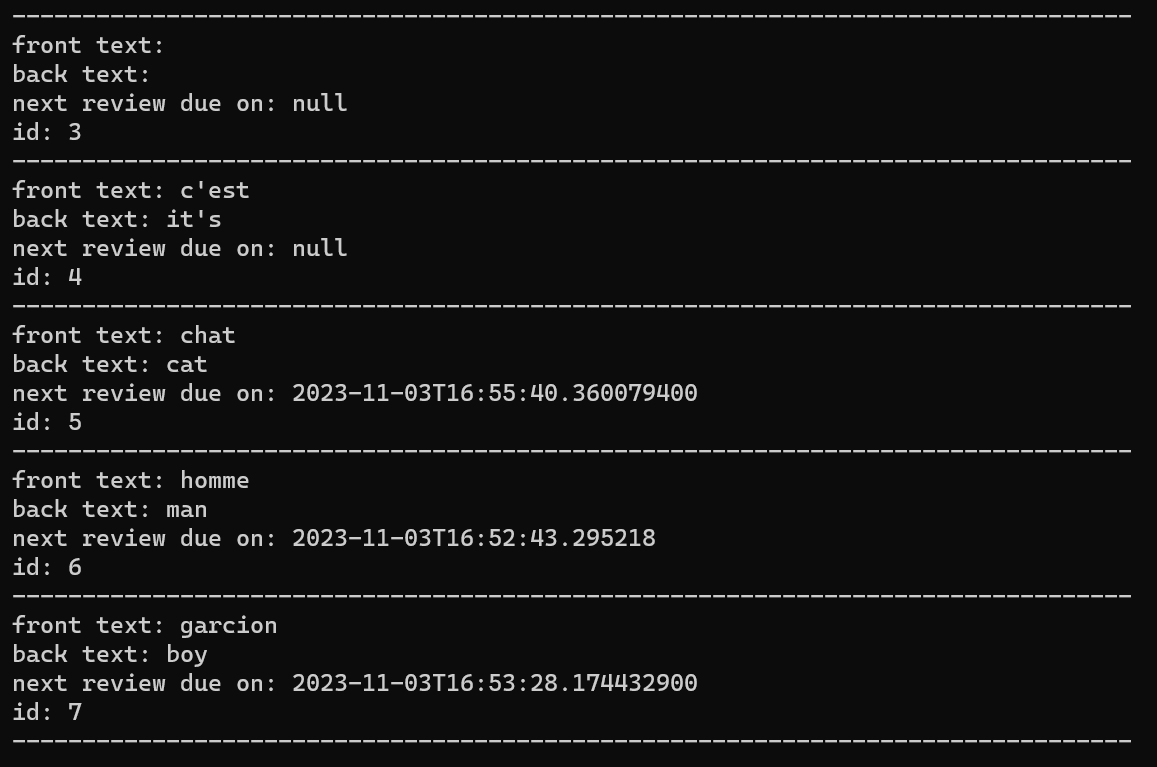 --------------------------------------------------------------------------------
front text:
back text:
next review due on: null
id: 3
--------------------------------------------------------------------------------
front text: c'est
back text: it's
next review due on: null
id: 4
--------------------------------------------------------------------------------
front text: chat
back text: cat
next review due on: 2023-11-03T16:55:40.360079400
id: 5
--------------------------------------------------------------------------------
front text: homme
back text: man
next review due on: 2023-11-03T16:52:43.295218
id: 6
--------------------------------------------------------------------------------
front text: garcion
back text: boy
next review due on: 2023-11-03T16:53:28.174432900
id: 7
--------------------------------------------------------------------------------